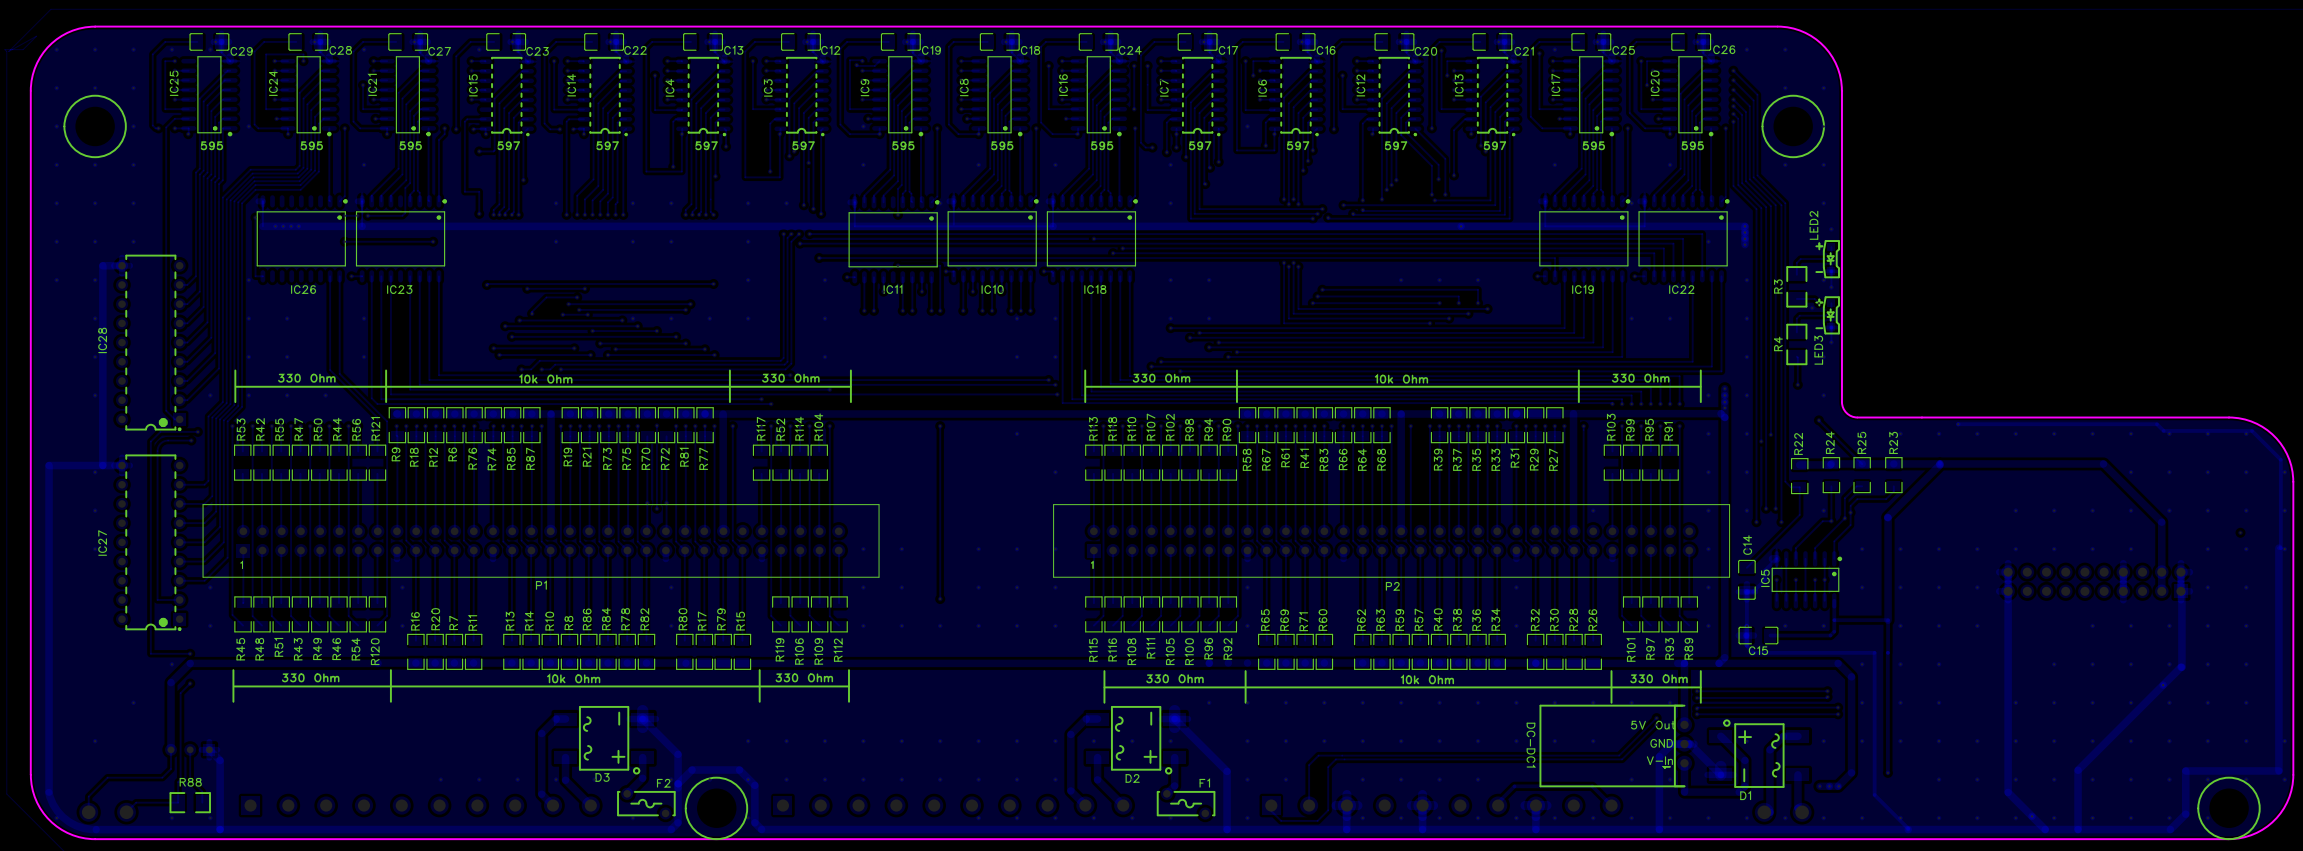 C29 C28 C27 C23 C22 C13 C12 C19 C18 C24 C17 C16 C20 C21 C25 C26
IC25 IC24 IC21 IC15 IC14 IC4 IC3 IC9 IC8 IC16 IC7 IC6 IC12 IC13 IC17 IC20
595 595 595 597 597 597 597 595 595 595 597 597 597 597 595 595
LED2
+
-
IC26 IC23 IC11 IC10 IC18 IC19 IC22
R3
+
-
IC28
R4 LED3
330 Ohm 10k Ohm 330 Ohm 330 Ohm 10k Ohm 330 Ohm
R53 R42 R55 R47 R50 R44 R56 R121 R9 R18 R12 R6 R76 R74 R85 R87 R19 R21 R73 R75 R70 R72 R81 R77 R117 R52 R114 R104
R113 R118 R110 R107 R102 R98 R94 R90 R58 R67 R61 R41 R83 R66 R64 R68 R39 R37 R35 R33 R31 R29 R27 R103 R99 R95 R91
R22 R24 R25 R23
IC27
C14
IC5
1 1
P1 P2
R16 R20 R7 R11 R13 R14 R10 R8 R86 R84 R78 R82 R80 R17 R79 R15
R65 R69 R71 R60 R62 R63 R59 R57 R40 R38 R36 R34 R32 R30 R28 R26
R45 R48 R51 R43 R49 R46 R54 R120 R119 R106 R109 R112
R115 R116 R108 R111 R105 R100 R96 R92 R101 R97 R93 R89
C15
330 Ohm 10k Ohm 330 Ohm 330 Ohm 10k Ohm 330 Ohm
DC-DC1
5V Out
GND
V-In
1
D3 D2 D1
R88
F2 F1